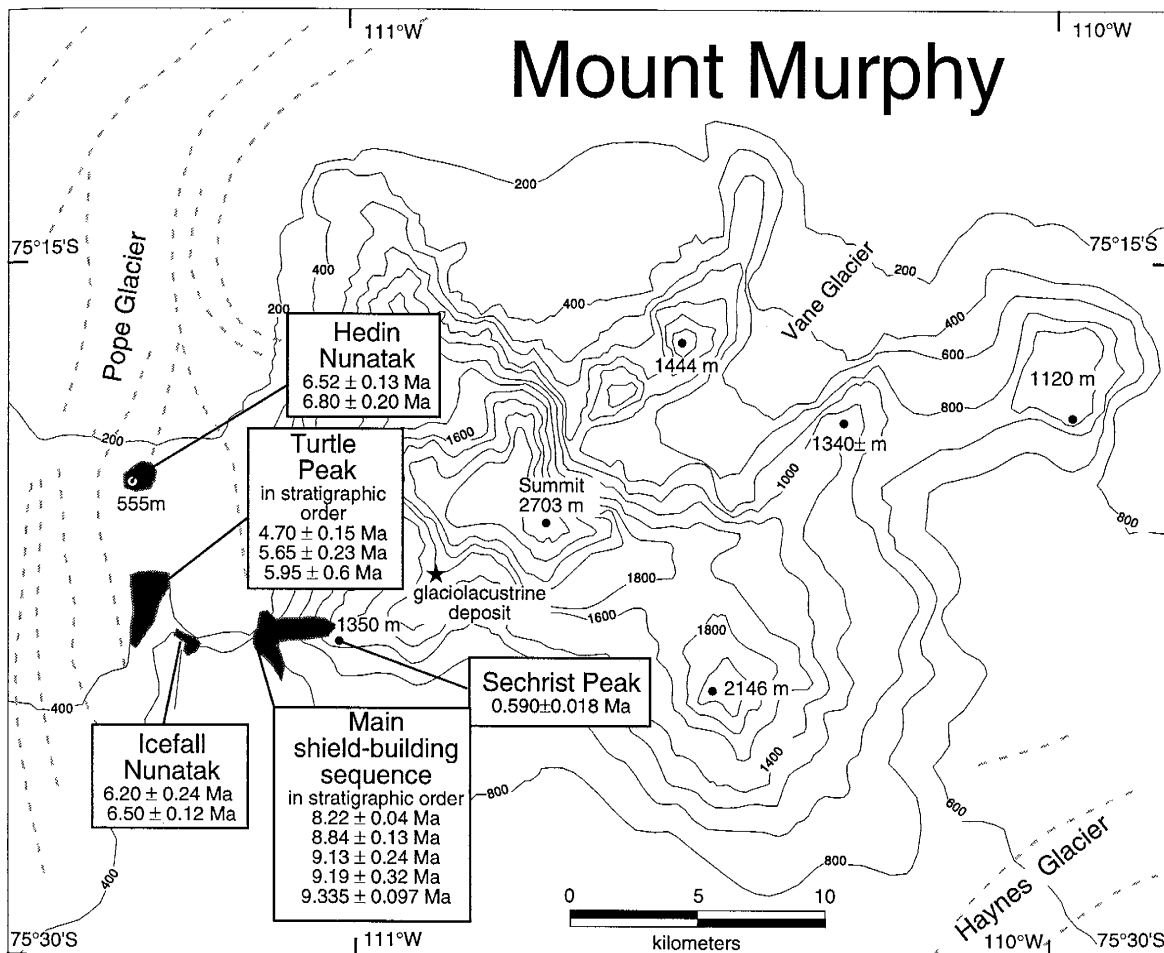 111°W
110°W
Mount Murphy
200
75°15'S
75°15'S
Pope Glacier
400
200
Vane Glacier
200
400
400
600
Hedin
Nunatak
6.52 ± 0.13 Ma
6.80 ± 0.20 Ma
1444 m
1120 m
800
200
1600
1340± m
Turtle
Peak
in stratigraphic
order
4.70 ± 0.15 Ma
5.65 ± 0.23 Ma
5.95 ± 0.6 Ma
555m
1000
Summit
2703 m
800
1800
glaciolacustrine
deposit
1600
1350 m
1800
Sechrist Peak
0.590±0.018 Ma
2146 m
400
Icefall
Nunatak
6.20 ± 0.24 Ma
6.50 ± 0.12 Ma
Main
shield-building
sequence
in stratigraphic order
8.22 ± 0.04 Ma
8.84 ± 0.13 Ma
9.13 ± 0.24 Ma
9.19 ± 0.32 Ma
9.335 ± 0.097 Ma
1400
800
600
800
400
Haynes Glacier
0 5 10
kilometers
75°30'S
111°W
110°W
75°30'S